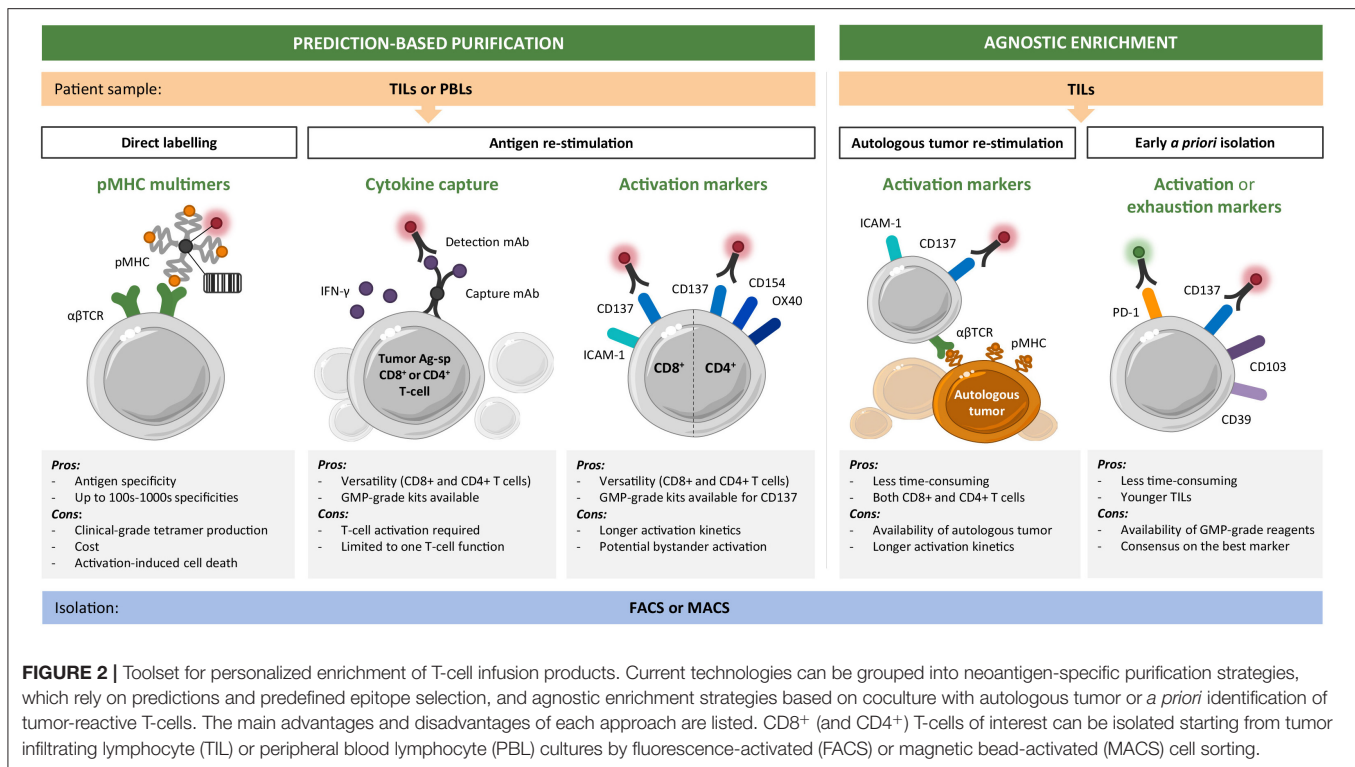 PREDICTION-BASED PURIFICATION
AGNOSTIC ENRICHMENT
Patient sample:
TILs or PBLs
TILs
Direct labelling
Antigen re-stimulation
Autologous tumor re-stimulation
Early a priori isolation
pMHC multimers
pMHC
αβTCR
Cytokine capture
Detection mAb
IFN-γ
Capture mAb
Tumor Ag-sp
CD8+ or CD4+
T-cell
Activation markers
CD137
CD137
CD154
OX40
ICAM-1
CD8+
CD4+
Activation markers
ICAM-1
CD137
αβTCR
pMHC
Autologous
tumor
Activation or
exhaustion markers
PD-1
CD137
CD103
CD39
Pros:
- Antigen specificity
- Up to 100s-1000s specificities
Cons:
- Clinical-grade tetramer production
- Cost
- Activation-induced cell death
Pros:
- Versatility (CD8+ and CD4+ T cells)
- GMP-grade kits available
Cons:
- T-cell activation required
- Limited to one T-cell function
Pros:
- Versatility (CD8+ and CD4+ T cells)
- GMP-grade kits available for CD137
Cons:
- Longer activation kinetics
- Potential bystander activation
Pros:
- Less time-consuming
- Both CD8+ and CD4+ T cells
Cons:
- Availability of autologous tumor
- Longer activation kinetics
Pros:
- Less time-consuming
- Younger TILs
Cons:
- Availability of GMP-grade reagents
- Consensus on the best marker
Isolation:
FACS or MACS
FIGURE 2 | Toolset for personalized enrichment of T-cell infusion products. Current technologies can be grouped into neoantigen-specific purification strategies,
which rely on predictions and predefined epitope selection, and agnostic enrichment strategies based on coculture with autologous tumor or a priori identification of
tumor-reactive T-cells. The main advantages and disadvantages of each approach are listed. CD8+ (and CD4+) T-cells of interest can be isolated starting from tumor
infiltrating lymphocyte (TIL) or peripheral blood lymphocyte (PBL) cultures by fluorescence-activated (FACS) or magnetic bead-activated (MACS) cell sorting.